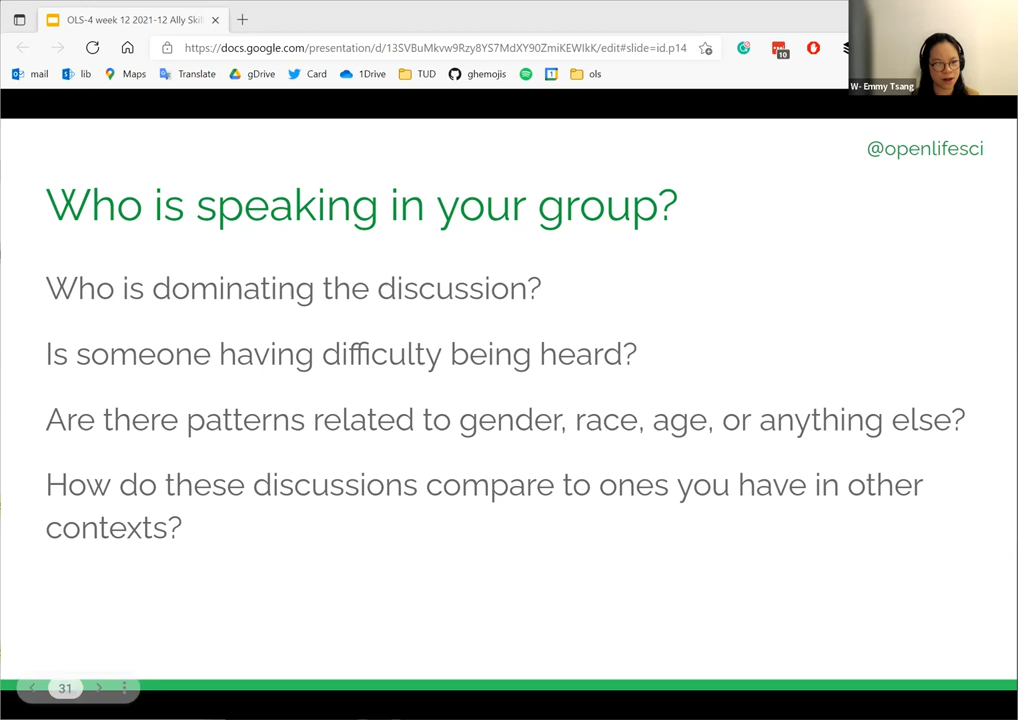 OLS-4 week 12 2021-12 Ally Skil
https://docs.google.com/presentation/d/13SVBuMkvw9Rzy8YS7MdXY90ZmiKEWIkK/edit#slide=id.p14
10
mail lib Maps Translate gDrive Card 1Drive TUD ghemojis 1 ols
W- Emmy Tsang
@openlifesci
Who is speaking in your group?
Who is dominating the discussion?
Is someone having difficulty being heard?
Are there patterns related to gender, race, age, or anything else?
How do these discussions compare to ones you have in other
contexts?
31